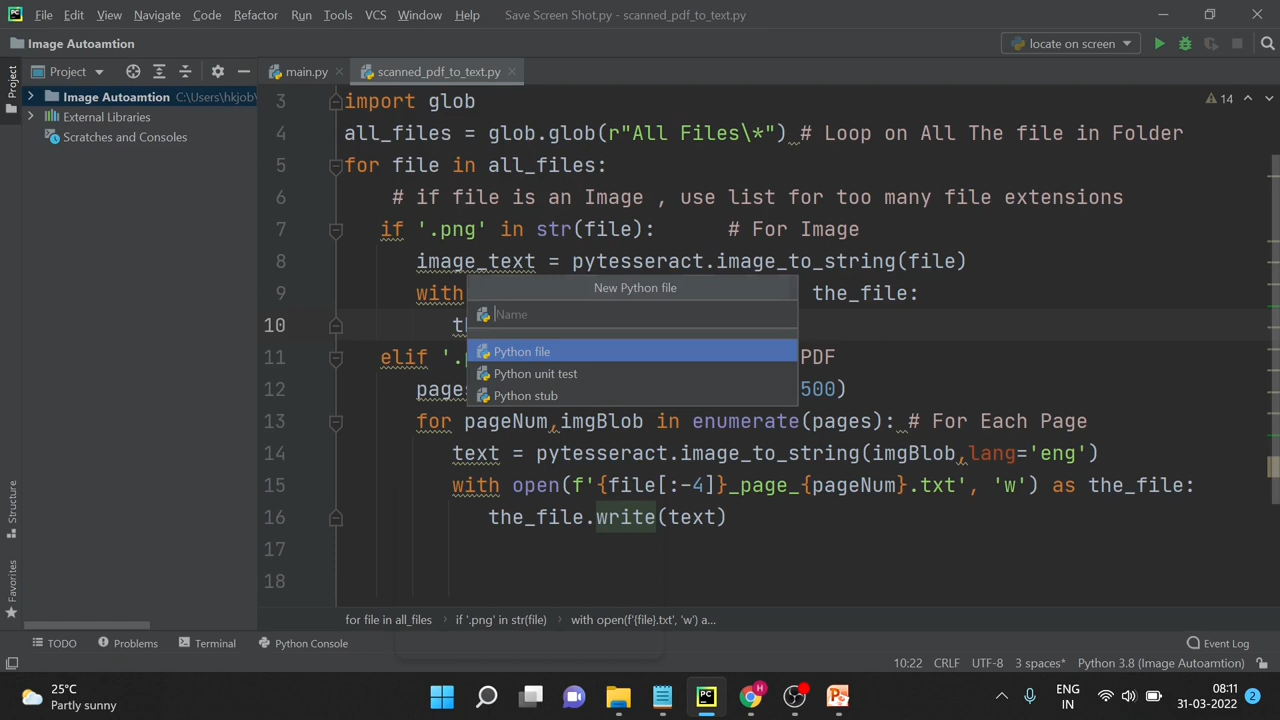 File Edit View Navigate Code Refactor Run Tools VCS Window Help Save Screen Shot.py - scanned_pdf_to_text.py
Image Autoamtion locate on screen
Project main.py scanned_pdf_to_text.py
Project
Image Autoamtion C:\Users\hkjob\
External Libraries
Scratches and Consoles
14
3 import glob
4 all_files = glob.glob(r"All Files\*") # Loop on All The file in Folder
5 for file in all_files:
6 # if file is an Image , use list for too many file extensions
7 if '.png' in str(file): # For Image
8 image_text = pytesseract.image_to_string(file)
9 with the_file:
10
11 elif PDF
12 pages 500)
13 for pageNum,imgBlob in enumerate(pages): # For Each Page
14 text = pytesseract.image_to_string(imgBlob,lang='eng')
15 with open(f'{file[:-4]}_page_{pageNum}.txt', 'w') as the_file:
16 the_file.write(text)
17
18
New Python file
Name
Python file
Python unit test
Python stub
Structure
Favorites
for file in all_files if '.png' in str(file) with open(f'{file}.txt', 'w') a...
TODO Problems Terminal Python Console Event Log
10:22 CRLF UTF-8 3 spaces* Python 3.8 (Image Autoamtion)
25°C
Partly sunny
H
ENG
IN
08:11
31-03-2022
2